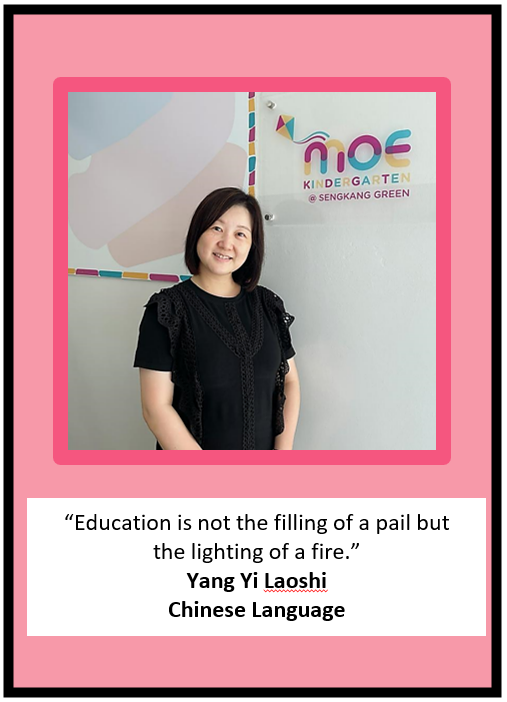 MOE
KINDERGARTEN
@ SENGKANG GREEN
“Education is not the filling of a pail but
the lighting of a fire.”
Yang Yi Laoshi
Chinese Language